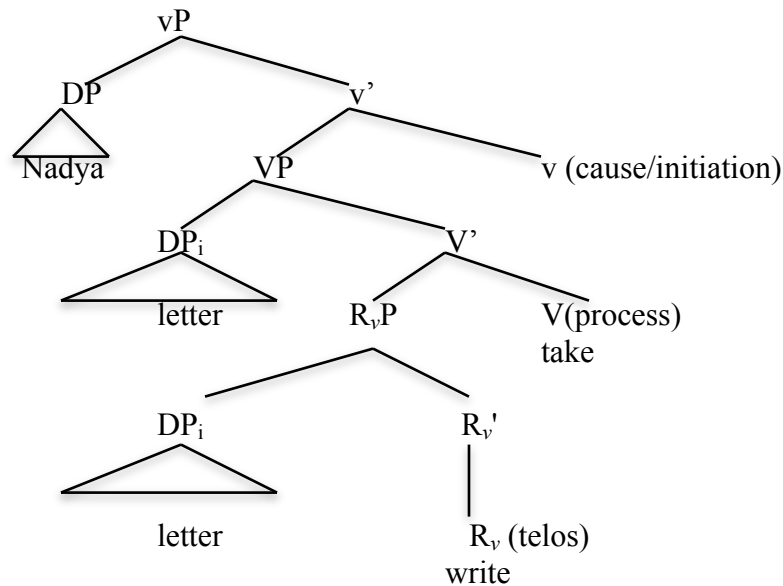 vP
DP v’
Nadya VP v (cause/initiation)
DPi V’
letter RvP V(process)
take
DPi Rv'
letter Rv (telos)
write